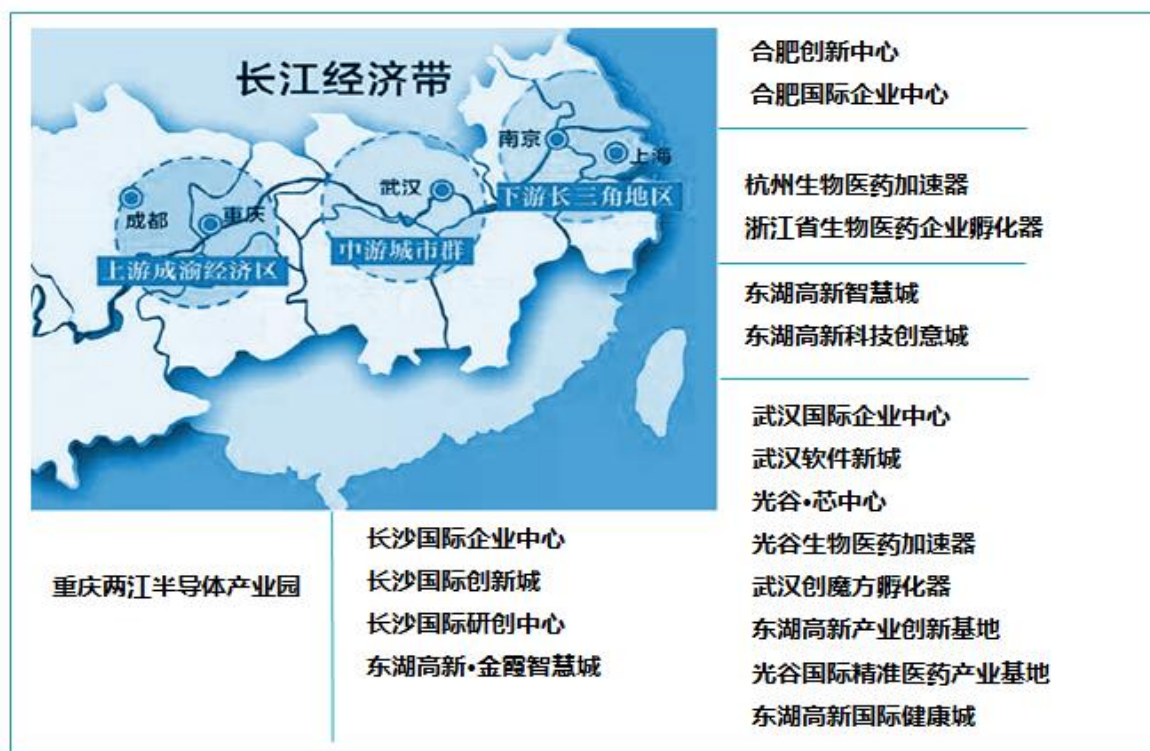 长江经济带
南京
上海
武汉
下游长三角地区
成都
重庆
中游城市群
上游成渝经济区
合肥创新中心
合肥国际企业中心
杭州生物医药加速器
浙江省生物医药企业孵化器
东湖高新智慧城
东湖高新科技创意城
武汉国际企业中心
武汉软件新城
光谷•芯中心
光谷生物医药加速器
武汉创魔方孵化器
东湖高新产业创新基地
光谷国际精准医药产业基地
东湖高新国际健康城
长沙国际企业中心
长沙国际创新城
长沙国际研创中心
东湖高新•金霞智慧城
重庆两江半导体产业园